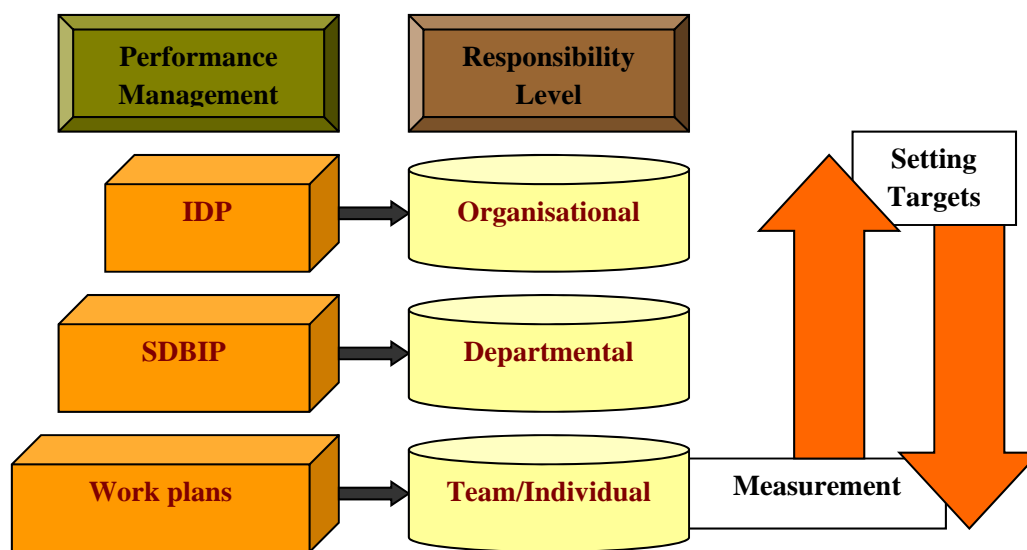 Performance
Management
Responsibility
Level
Setting
Targets
IDP
Organisational
SDBIP
Departmental
Work plans
Team/Individual
Measurement